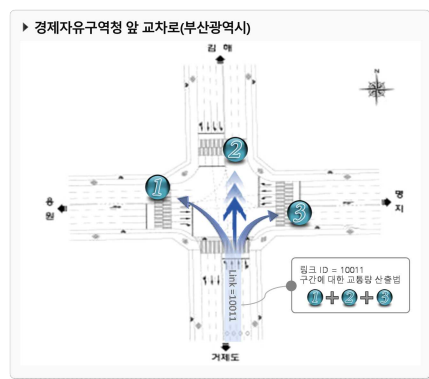 ▶ 경제자유구역청 앞 교차로(부산광역시)
김 해
N
2
1
용 원
명 지
3
Link =10011
링크 ID = 10011
구간에 대한 교통량 산출법
1 + 2 + 3
거제도